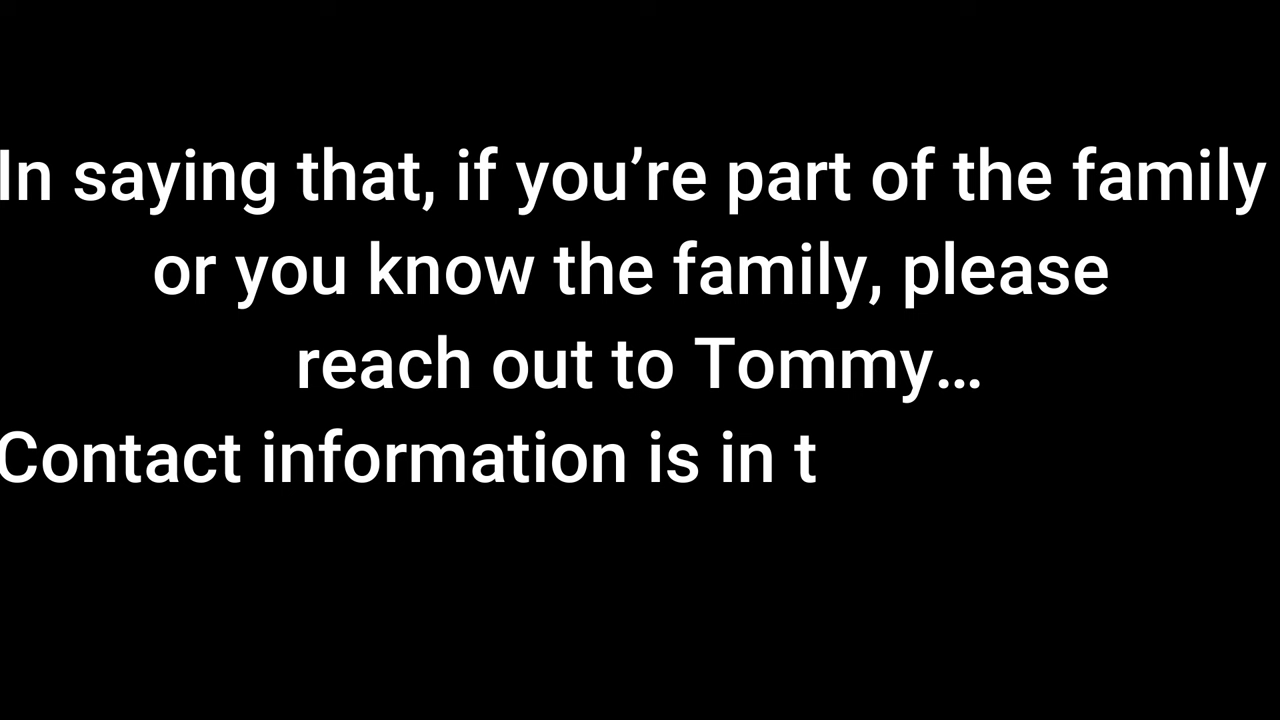 In saying that, if you’re part of the family
or you know the family, please
reach out to Tommy…
Contact information is in t